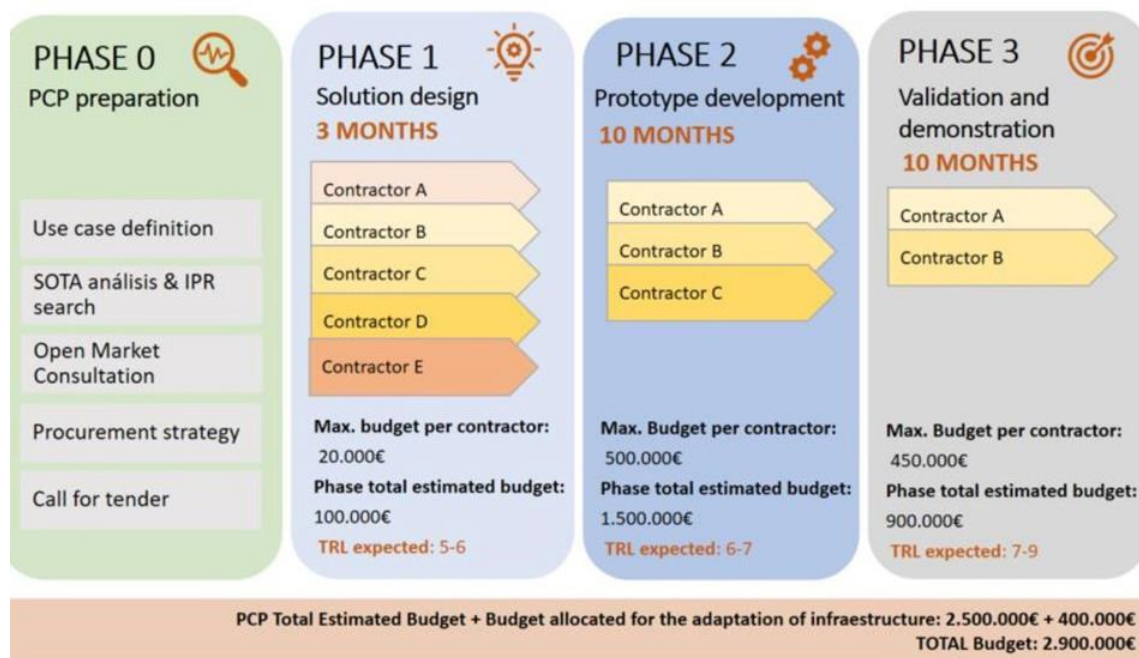 PHASE 0
PCP preparation
Use case definition
SOTA análisis & IPR
search
Open Market
Consultation
Procurement strategy
Call for tender
PHASE 1
Solution design
3 MONTHS
Contractor A
Contractor B
Contractor C
Contractor D
Contractor E
Max. budget per contractor:
20.000€
Phase total estimated budget:
100.000€
TRL expected: 5-6
PHASE 2
Prototype development
10 MONTHS
Contractor A
Contractor B
Contractor C
Max. Budget per contractor:
500.000€
Phase total estimated budget:
1.500.000€
TRL expected: 6-7
PHASE 3
Validation and
demonstration
10 MONTHS
Contractor A
Contractor B
Max. Budget per contractor:
450.000€
Phase total estimated budget:
900.000€
TRL expected: 7-9
PCP Total Estimated Budget + Budget allocated for the adaptation of infraestructure: 2.500.000€ + 400.000€
TOTAL Budget: 2.900.000€